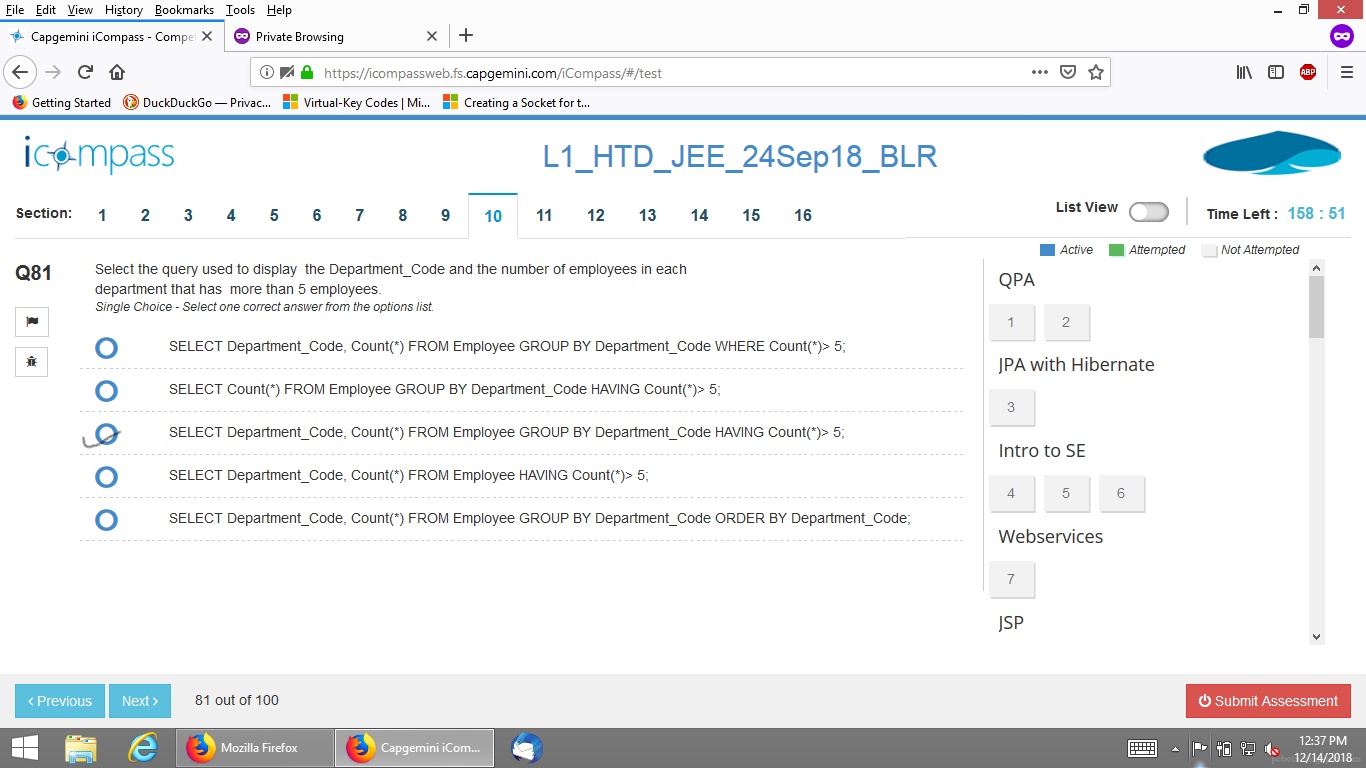 File Edit View History Bookmarks Tools Help
Capgemini iCompass - Compe
Private Browsing
https://icompassweb.fs.capgemini.com/iCompass/#/test
ABP
Getting Started
DuckDuckGo — Privac...
Virtual-Key Codes | Mi...
Creating a Socket for t...
icompass
L1_HTD_JEE_24Sep18_BLR
Section: 1 2 3 4 5 6 7 8 9 10 11 12 13 14 15 16
List View
Time Left : 158 : 51
Active Attempted Not Attempted
Q81
Select the query used to display the Department_Code and the number of employees in each
department that has more than 5 employees.
Single Choice - Select one correct answer from the options list.
SELECT Department_Code, Count(*) FROM Employee GROUP BY Department_Code WHERE Count(*)> 5;
SELECT Count(*) FROM Employee GROUP BY Department_Code HAVING Count(*)> 5;
SELECT Department_Code, Count(*) FROM Employee GROUP BY Department_Code HAVING Count(*)> 5;
SELECT Department_Code, Count(*) FROM Employee HAVING Count(*)> 5;
SELECT Department_Code, Count(*) FROM Employee GROUP BY Department_Code ORDER BY Department_Code;
QPA
1 2
JPA with Hibernate
3
Intro to SE
4 5 6
Webservices
7
JSP
Previous
Next
81 out of 100
Submit Assessment
Mozilla Firefox
Capgemini iCom...
12:37 PM
12/14/2018